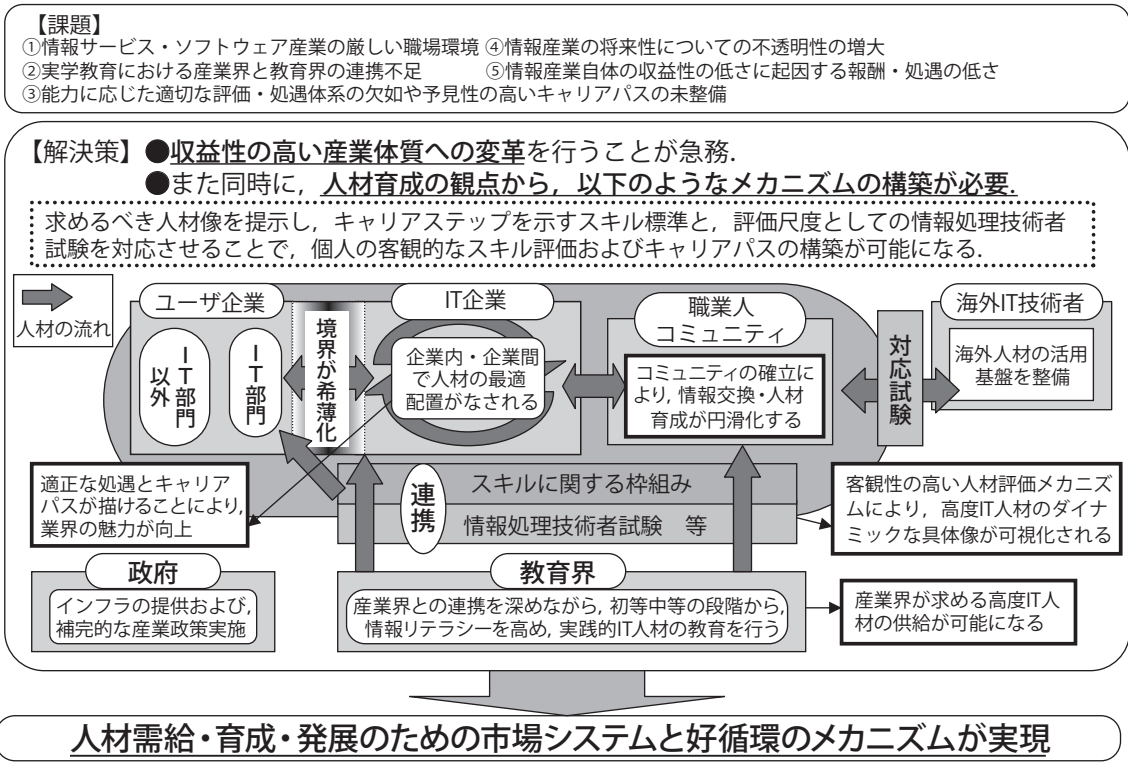 【課題】
①情報サービス・ソフトウェア産業の厳しい職場環境 ④情報産業の将来性についての不透明性の増大
②実学教育における産業界と教育界の連携不足 ⑤情報産業自体の収益性の低さに起因する報酬・処遇の低さ
③能力に応じた適切な評価・処遇体系の欠如や予見性の高いキャリアパスの未整備
【解決策】●収益性の高い産業体質への変革を行うことが急務.
●また同時に，人材育成の観点から，以下のようなメカニズムの構築が必要.
求めるべき人材像を提示し，キャリアステップを示すスキル標準と，評価尺度としての情報処理技術者
試験を対応させることで，個人の客観的なスキル評価およびキャリアパスの構築が可能になる.
人材の流れ
ユーザ企業
IT部門
以外
IT部門
境界が希薄化
IT企業
企業内・企業間
で人材の最適
配置がなされる
職業人
コミュニティ
コミュニティの確立に
より，情報交換・人材
育成が円滑化する
対応試験
海外IT技術者
海外人材の活用
基盤を整備
適正な処遇とキャリア
パスが描けることにより，
業界の魅力が向上
連携
スキルに関する枠組み
情報処理技術者試験 等
客観性の高い人材評価メカニズ
ムにより，高度IT人材のダイナ
ミックな具体像が可視化される
政府
インフラの提供および，
補完的な産業政策実施
教育界
産業界との連携を深めながら，初等中等の段階から，
情報リテラシーを高め，実践的IT人材の教育を行う
産業界が求める高度IT人
材の供給が可能になる
人材需給・育成・発展のための市場システムと好循環のメカニズムが実現